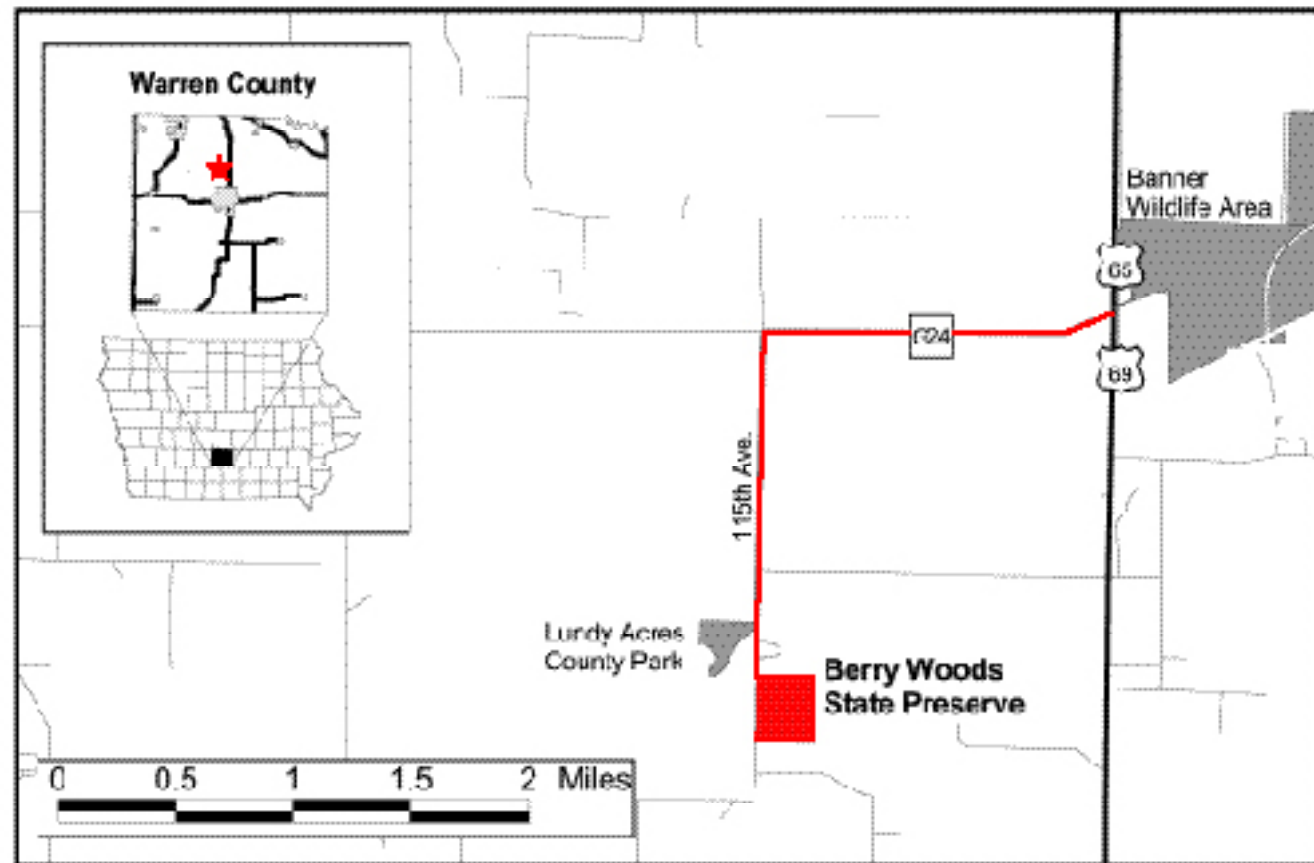 Warren County
Banner
Wildlife Area
65
G24
69
115th Ave.
Lundy Acres
County Park
Berry Woods
State Preserve
0 0.5 1 1.5 2 Miles